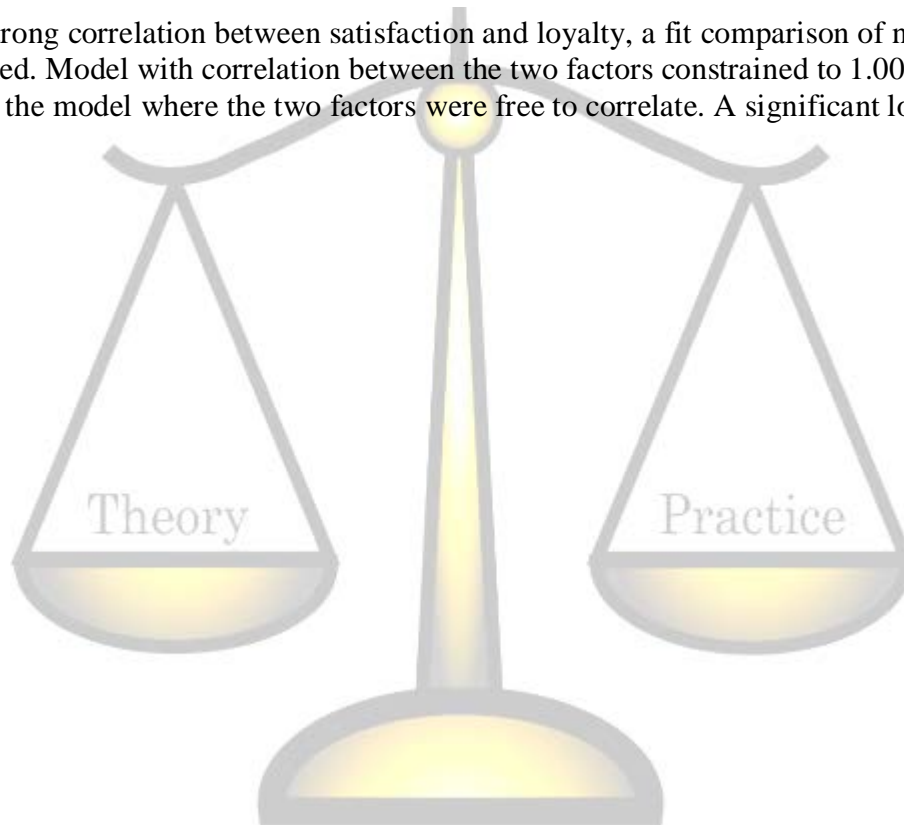 rong correlation between satisfaction and loyalty, a fit comparison of
ed. Model with correlation between the two factors constrained to 1.00
the model where the two factors were free to correlate. A significant
Theory Practice